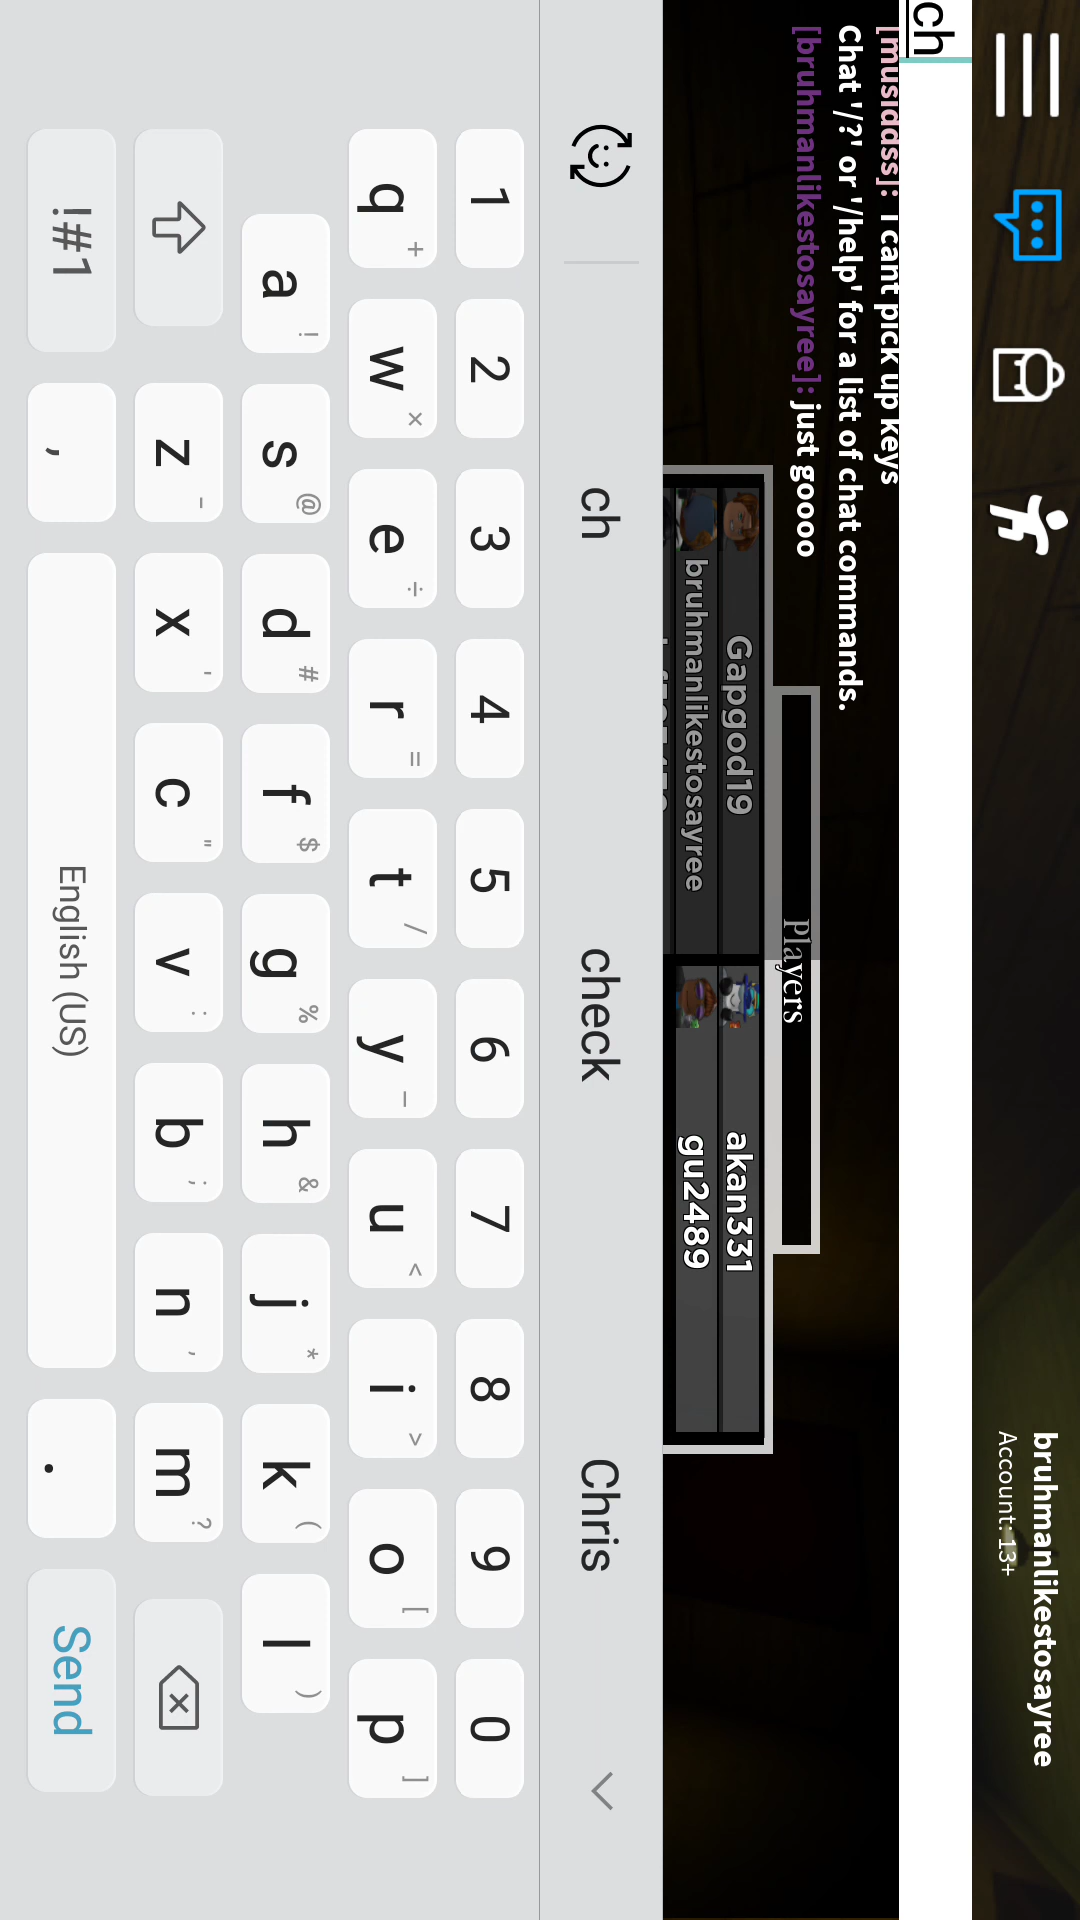 bruhmanlikestosayree
Account: 13+
ch
[musiddss]: I cant pick up keys
Chat '/?' or '/help' for a list of chat commands.
[bruhmanlikestosayree]: just goooo
Players
Gapgod19 akan331
bruhmanlikestosayree gu2489
ch check Chris
1 2 3 4 5 6 7 8 9 0
q + w × e ÷ r = t / y _ u < i > o [ p ]
a ! s @ d # f $ g % h & j * k ( l )
z - x ' c " v : b ; n , m ?
!#1 , English (US) . Send